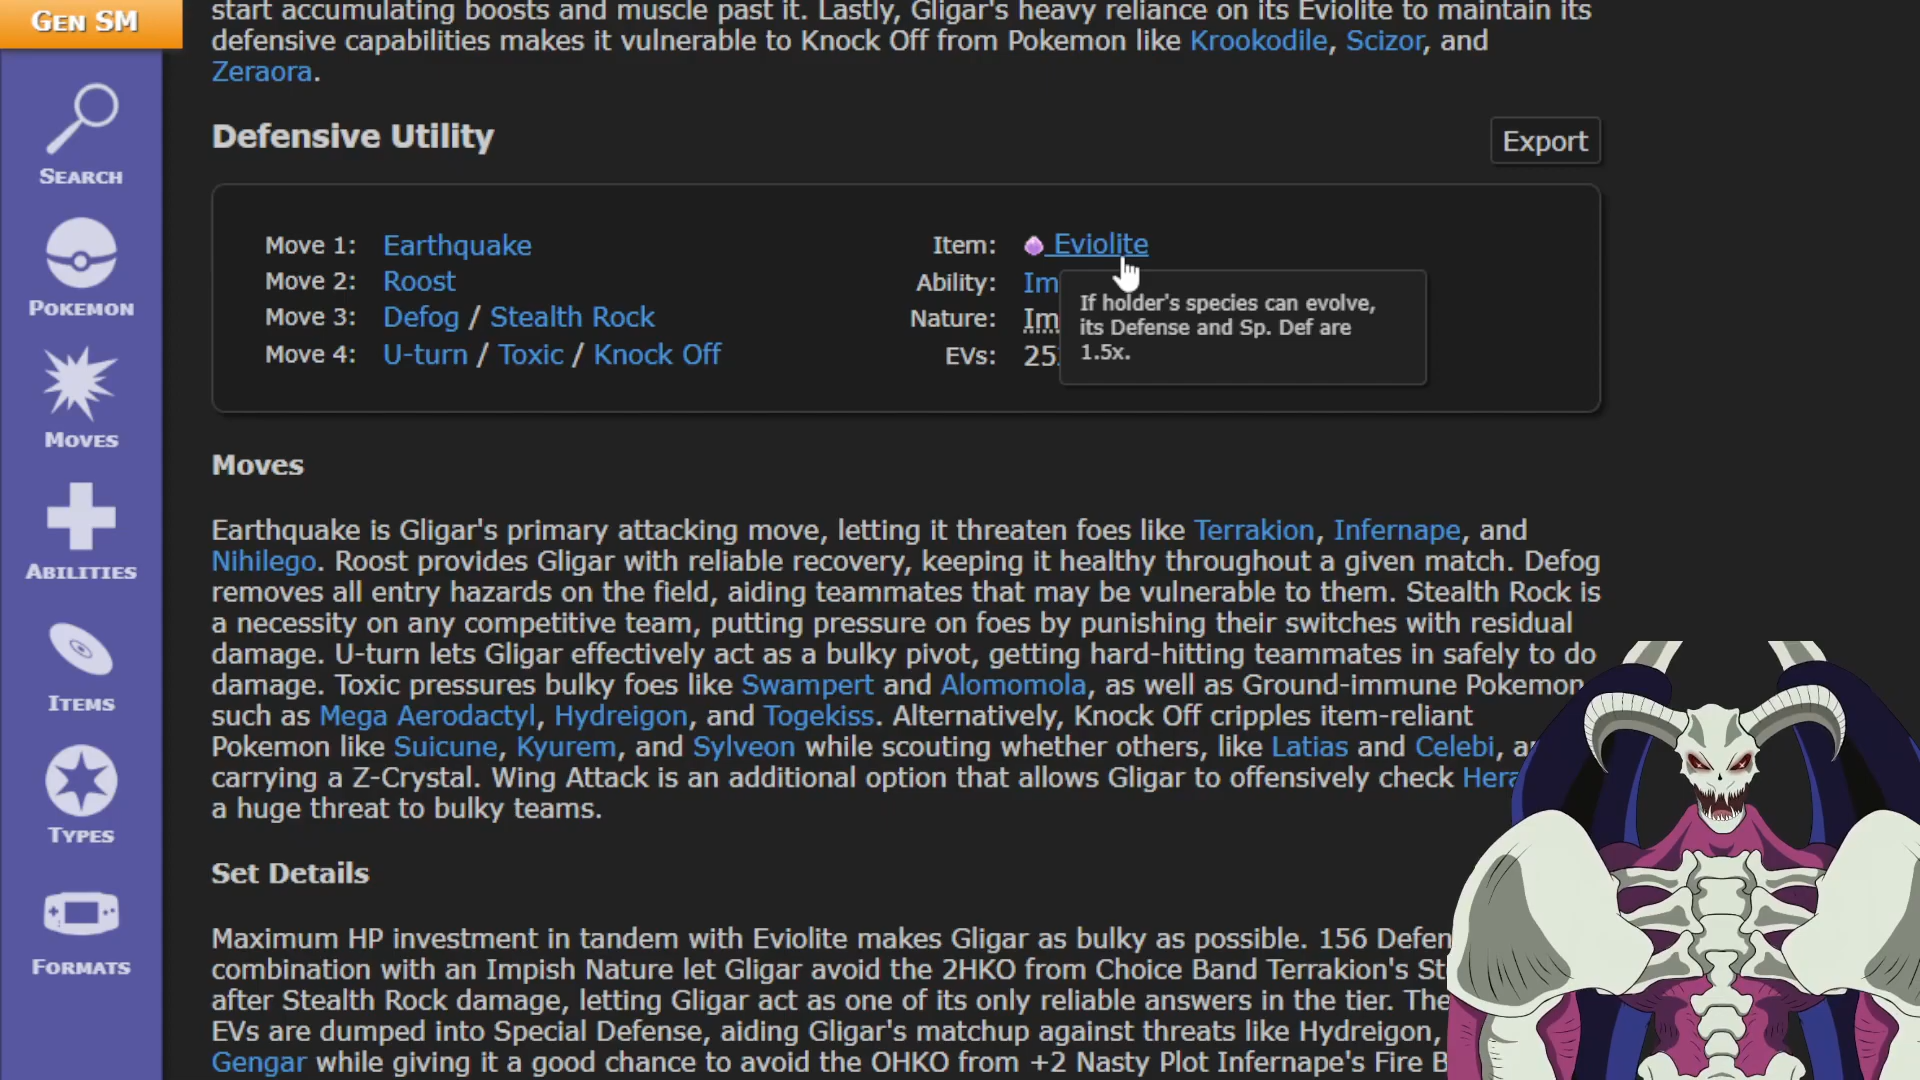 GEN SM
SEARCH
POKEMON
MOVES
ABILITIES
ITEMS
TYPES
FORMATS
start accumulating boosts and muscle past it. Lastly, Gligar's heavy reliance on its Eviolite to maintain its
defensive capabilities makes it vulnerable to Knock Off from Pokemon like Krookodile, Scizor, and
Zeraora.
Defensive Utility
Export
Move 1: Earthquake
Move 2: Roost
Move 3: Defog / Stealth Rock
Move 4: U-turn / Toxic / Knock Off
Item: Eviolite
Ability: Im
Nature: Im
EVs: 25
If holder's species can evolve,
its Defense and Sp. Def are
1.5x.
Moves
Earthquake is Gligar's primary attacking move, letting it threaten foes like Terrakion, Infernape, and
Nihilego. Roost provides Gligar with reliable recovery, keeping it healthy throughout a given match. Defog
removes all entry hazards on the field, aiding teammates that may be vulnerable to them. Stealth Rock is
a necessity on any competitive team, putting pressure on foes by punishing their switches with residual
damage. U-turn lets Gligar effectively act as a bulky pivot, getting hard-hitting teammates in safely to do
damage. Toxic pressures bulky foes like Swampert and Alomomola, as well as Ground-immune Pokemon
such as Mega Aerodactyl, Hydreigon, and Togekiss. Alternatively, Knock Off cripples item-reliant
Pokemon like Suicune, Kyurem, and Sylveon while scouting whether others, like Latias and Celebi,
carrying a Z-Crystal. Wing Attack is an additional option that allows Gligar to offensively check Hera
a huge threat to bulky teams.
Set Details
Maximum HP investment in tandem with Eviolite makes Gligar as bulky as possible. 156 Defen
combination with an Impish Nature let Gligar avoid the 2HKO from Choice Band Terrakion's St
after Stealth Rock damage, letting Gligar act as one of its only reliable answers in the tier. The
EVs are dumped into Special Defense, aiding Gligar's matchup against threats like Hydreigon,
Gengar while giving it a good chance to avoid the OHKO from +2 Nasty Plot Infernape's Fire B